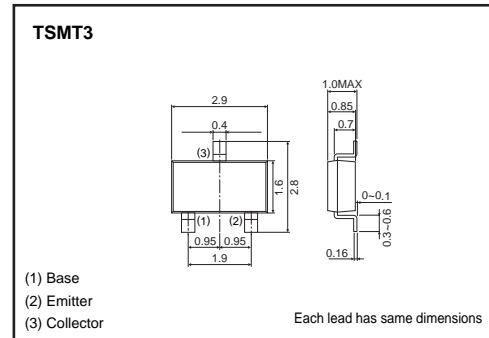 TSMT3
1.0MAX
2.9
0.85
0.4
0.7
(3)
1.6
2.8
0~0.1
(1)
(2)
0.3~0.6
0.95
0.95
0.16
1.9
(1) Base
(2) Emitter
(3) Collector
Each lead has same dimensions